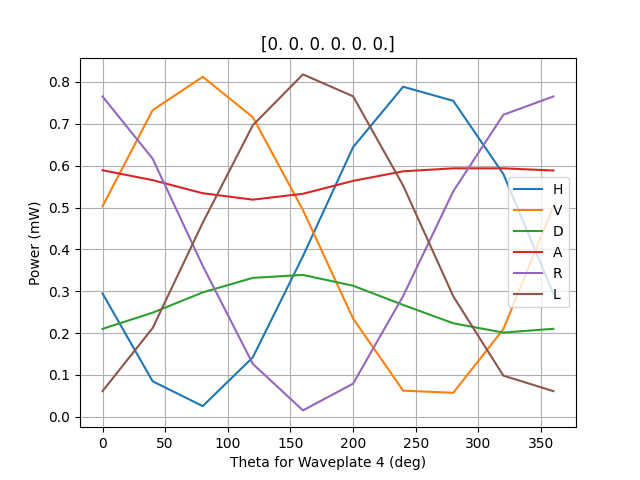 [0. 0. 0. 0. 0. 0.]
Power (mW)
0.8
0.7
0.6
0.5
0.4
0.3
0.2
0.1
0.0
H
V
D
A
R
L
0 50 100 150 200 250 300 350
Theta for Waveplate 4 (deg)